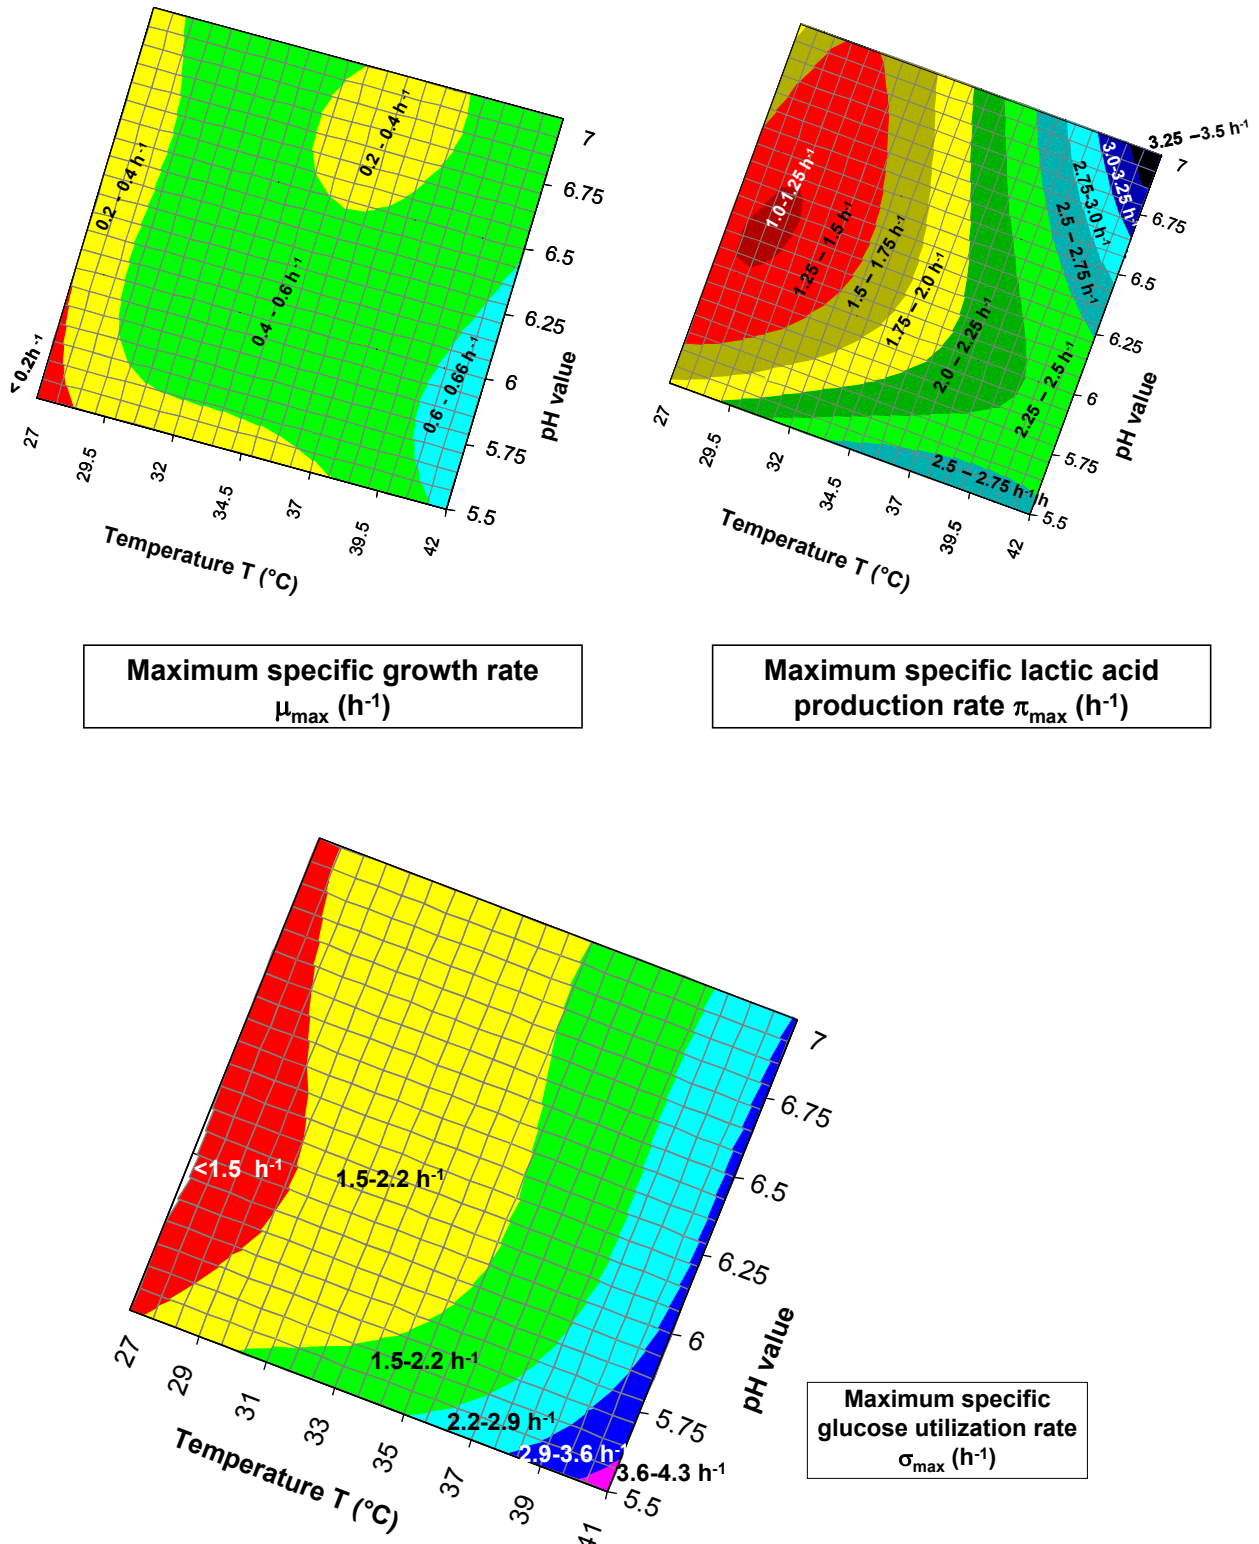 0.2 - 0.4 h-1
0.2 - 0.4 h-1
0.4 - 0.6 h-1
0.6 - 0.66 h-1
< 0.2h-1
7
6.75
6.5
6.25
6
5.75
5.5
pH value
27
29.5
32
34.5
37
39.5
42
Temperature T (°C)
Maximum specific growth rate
μmax (h-1)
1.0-1.25 h-1
1.25 – 1.5 h-1
1.5 – 1.75 h-1
1.75 – 2.0 h-1
2.0 – 2.25 h-1
2.25 – 2.5 h-1
2.5 – 2.75 h-1
2.5 – 2.75 h-1 h
2.75-3.0 h-1
3.0-3.25 h-1
3.25 –3.5 h-1
7
6.75
6.5
6.25
6
5.75
5.5
pH value
27
29.5
32
34.5
37
39.5
42
Temperature T (°C)
Maximum specific lactic acid
production rate πmax (h-1)
<1.5 h-1
1.5-2.2 h-1
1.5-2.2 h-1
2.2-2.9 h-1
2.9-3.6 h-1
3.6-4.3 h-1
7
6.75
6.5
6.25
6
5.75
5.5
pH value
27
29
31
33
35
37
39
41
Temperature T (°C)
Maximum specific
glucose utilization rate
σmax (h-1)